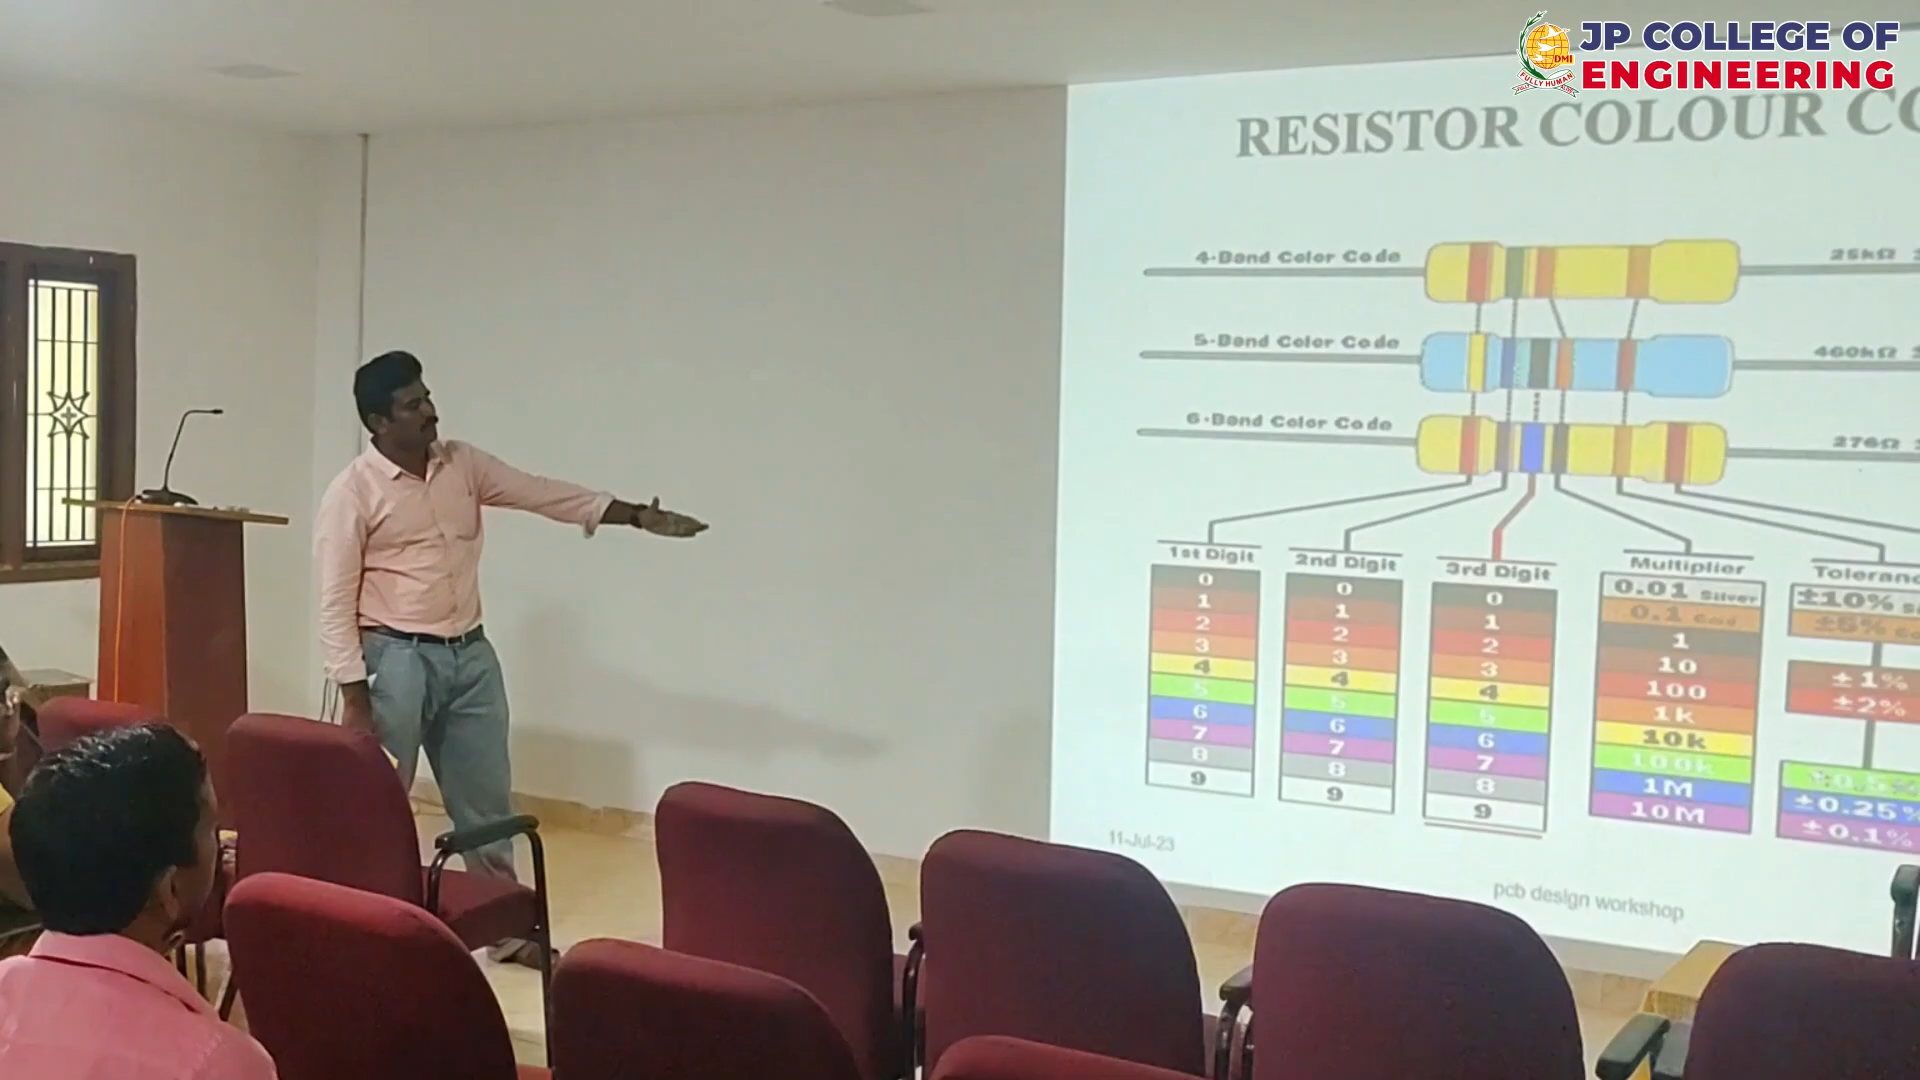 JP COLLEGE OF
ENGINEERING
DMI
FULLY HUMAN
RESISTOR COLOUR CO
4-Band Color Code
25kΩ
5-Band Color Code
460kΩ
6-Band Color Code
276Ω
1st Digit
0
1
2
3
4
5
6
7
8
9
2nd Digit
0
1
2
3
4
5
6
7
8
9
3rd Digit
0
1
2
3
4
5
6
7
8
9
Multiplier
0.01 Silver
0.1 Gold
1
10
100
1k
10k
100k
1M
10M
Toleranc
±10% Si
±5% Go
±1%
±2%
±0.5%
±0.25%
±0.1%
11-Jul-23
pcb design workshop